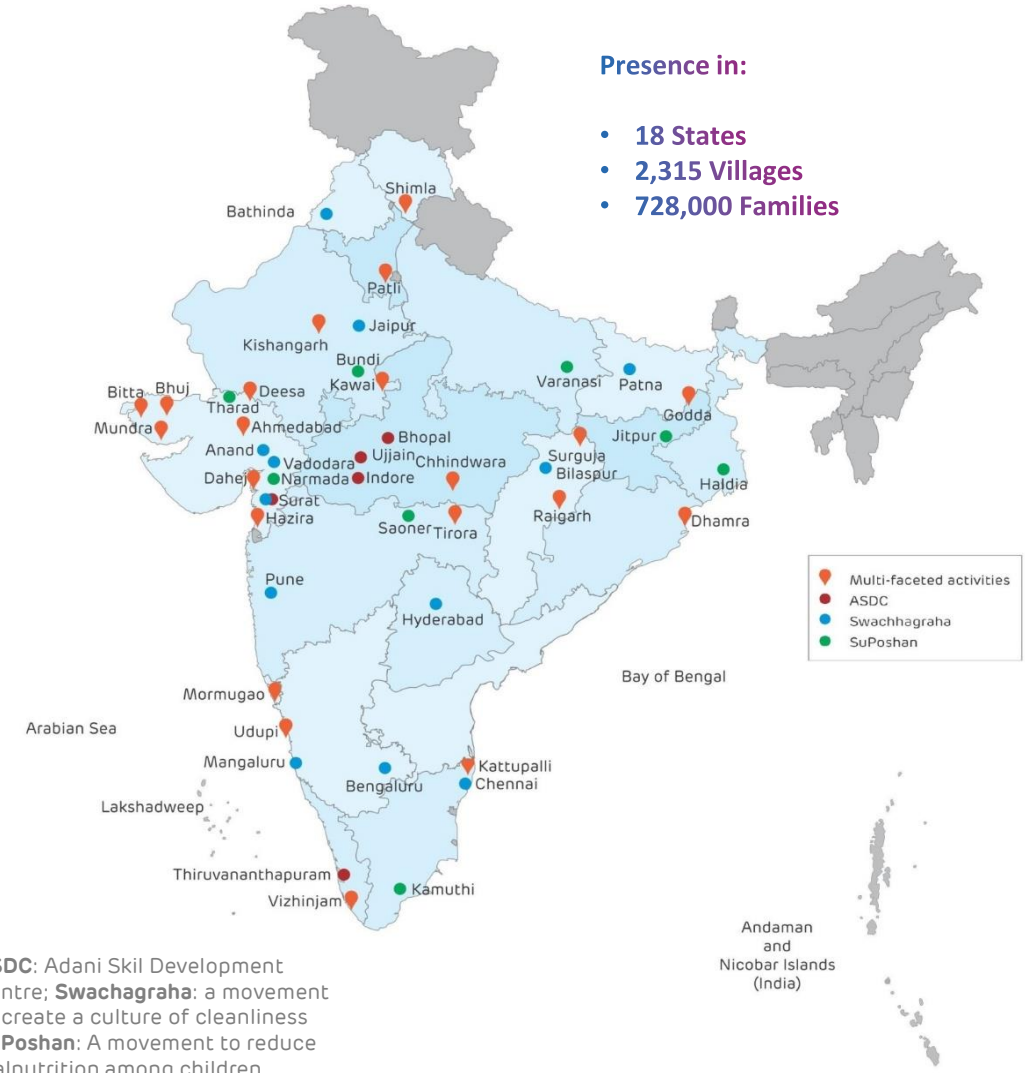 Presence in:
• 18 States
• 2,315 Villages
• 728,000 Families
Shimla
Bathinda
Patli
Jaipur
Kishangarh
Bundi
Kawai
Varanasi
Patna
Bitta
Bhuj
Deesa
Tharad
Godda
Mundra
Ahmedabad
Jitpur
Bhopal
Anand
Ujjain
Chhindwara
Surguja
Vadodara
Bilaspur
Dahej
Narmada
Indore
Haldia
Surat
Hazira
Saoner
Tirora
Raigarh
Dhamra
Pune
Hyderabad
Multi-faceted activities
ASDC
Swachhagraha
SuPoshan
Bay of Bengal
Mormugao
Arabian Sea
Udupi
Mangaluru
Bengaluru
Kattupalli
Chennai
Lakshadweep
Thiruvananthapuram
Kamuthi
Vizhinjam
Andaman
and
Nicobar Islands
(India)
SDC: Adani Skil Development
ntre; Swachagraha: a movement
create a culture of cleanliness
Poshan: A movement to reduce
alnutrition among children